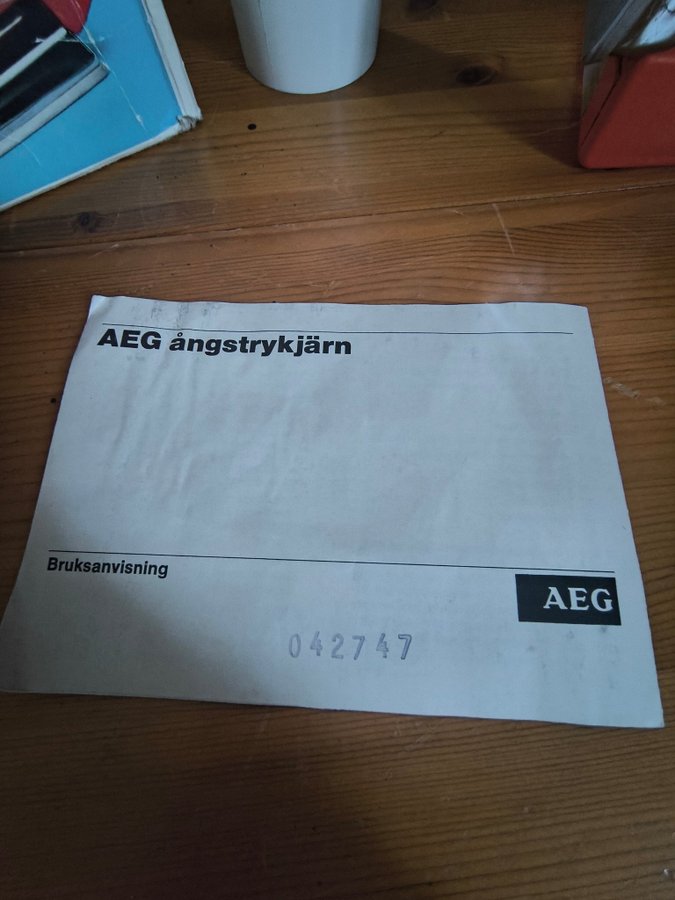 AEG ångstrykjärn
Bruksanvisning
AEG
042747